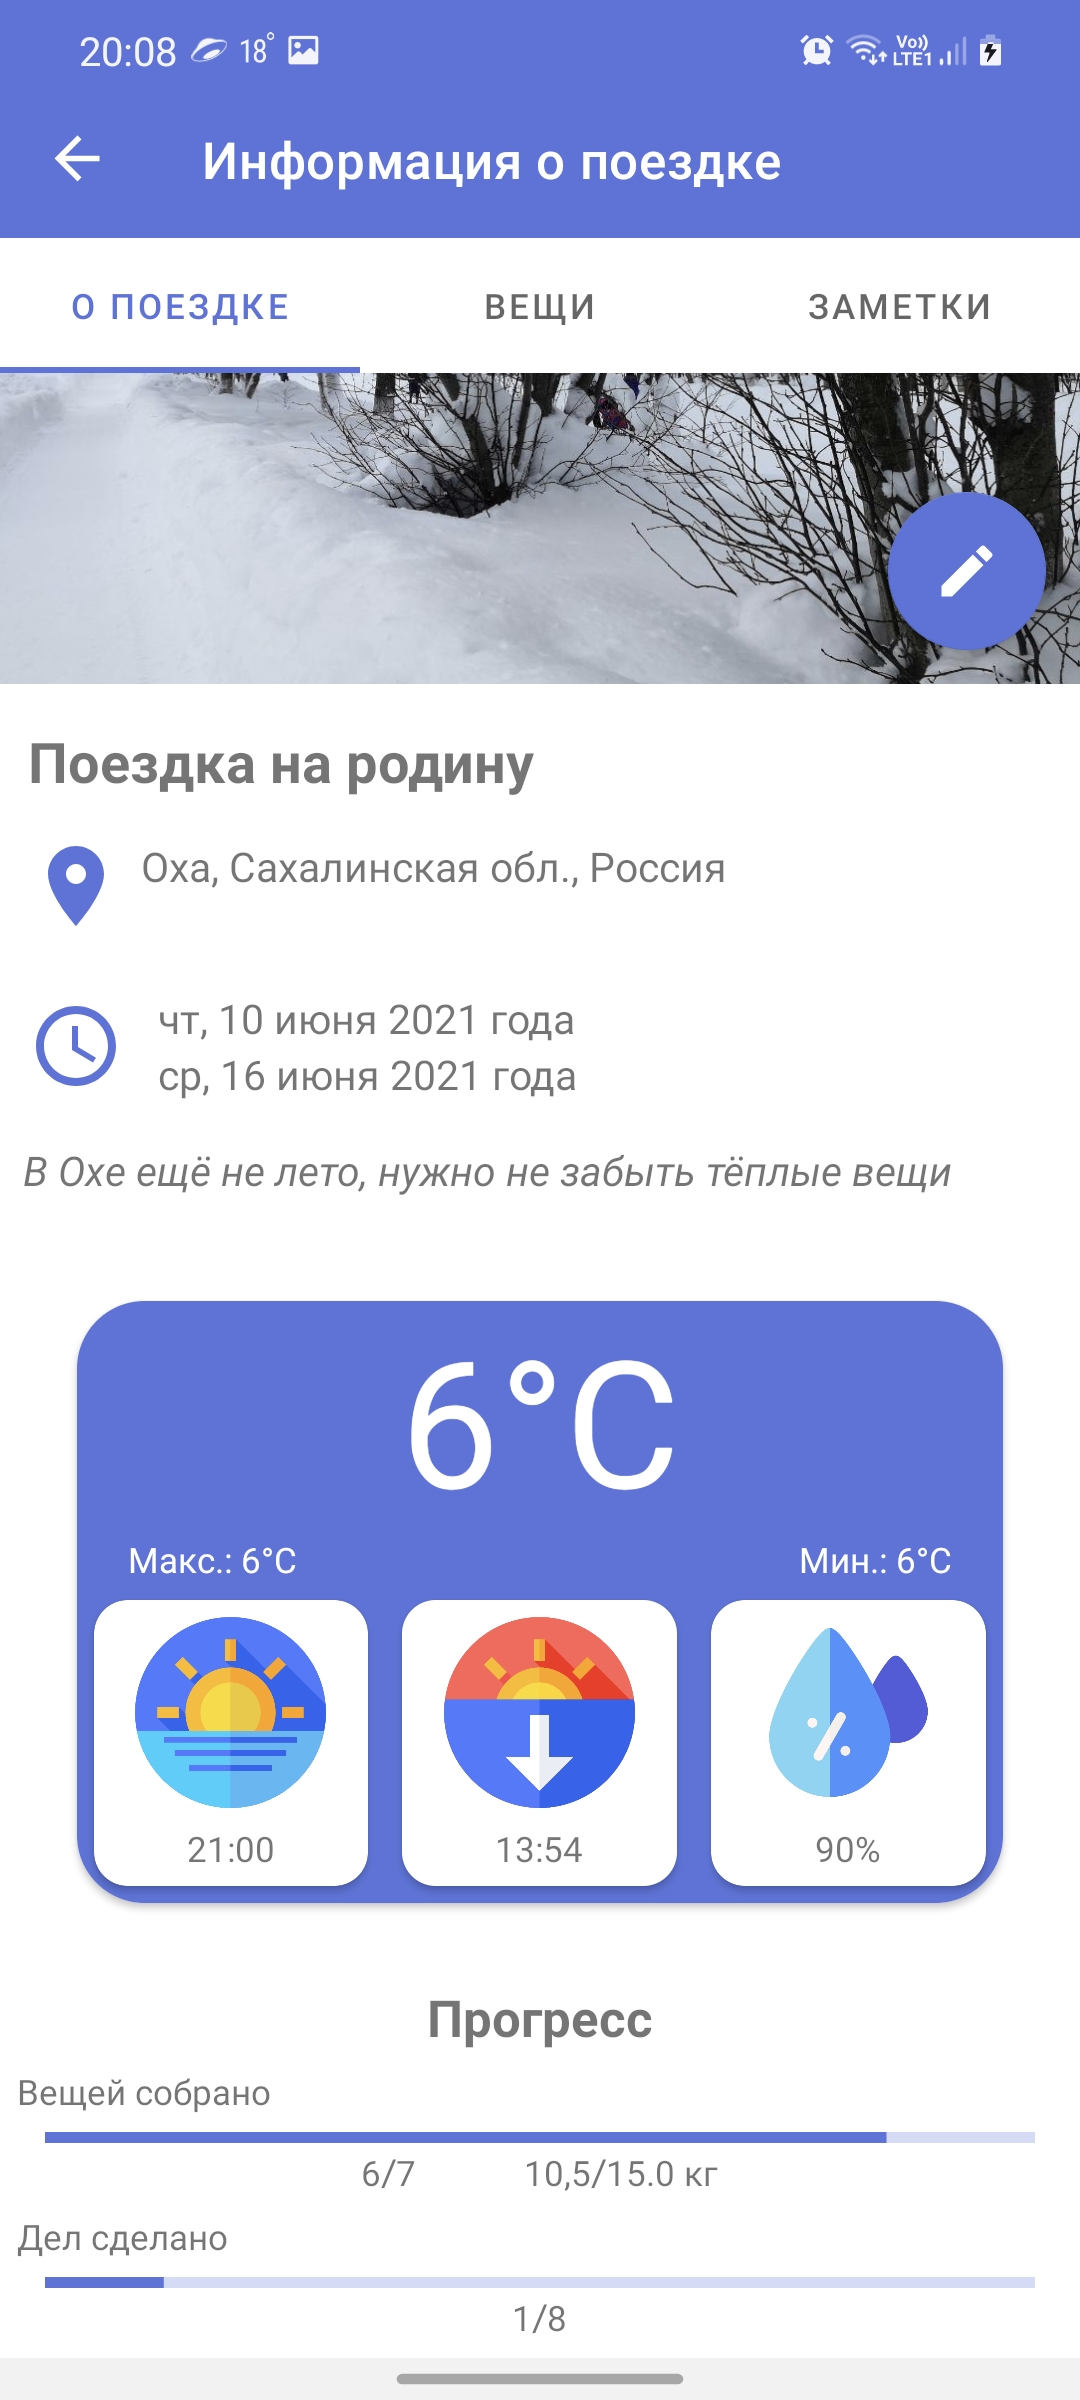 20:08 18°
Vo))
LTE1
Информация о поездке
О ПОЕЗДКЕ ВЕЩИ ЗАМЕТКИ
Поездка на родину
Оха, Сахалинская обл., Россия
чт, 10 июня 2021 года
ср, 16 июня 2021 года
В Охе ещё не лето, нужно не забыть тёплые вещи
6°C
Макс.: 6°C Мин.: 6°C
21:00 13:54 90%
Прогресс
Вещей собрано
6/7 10,5/15.0 кг
Дел сделано
1/8